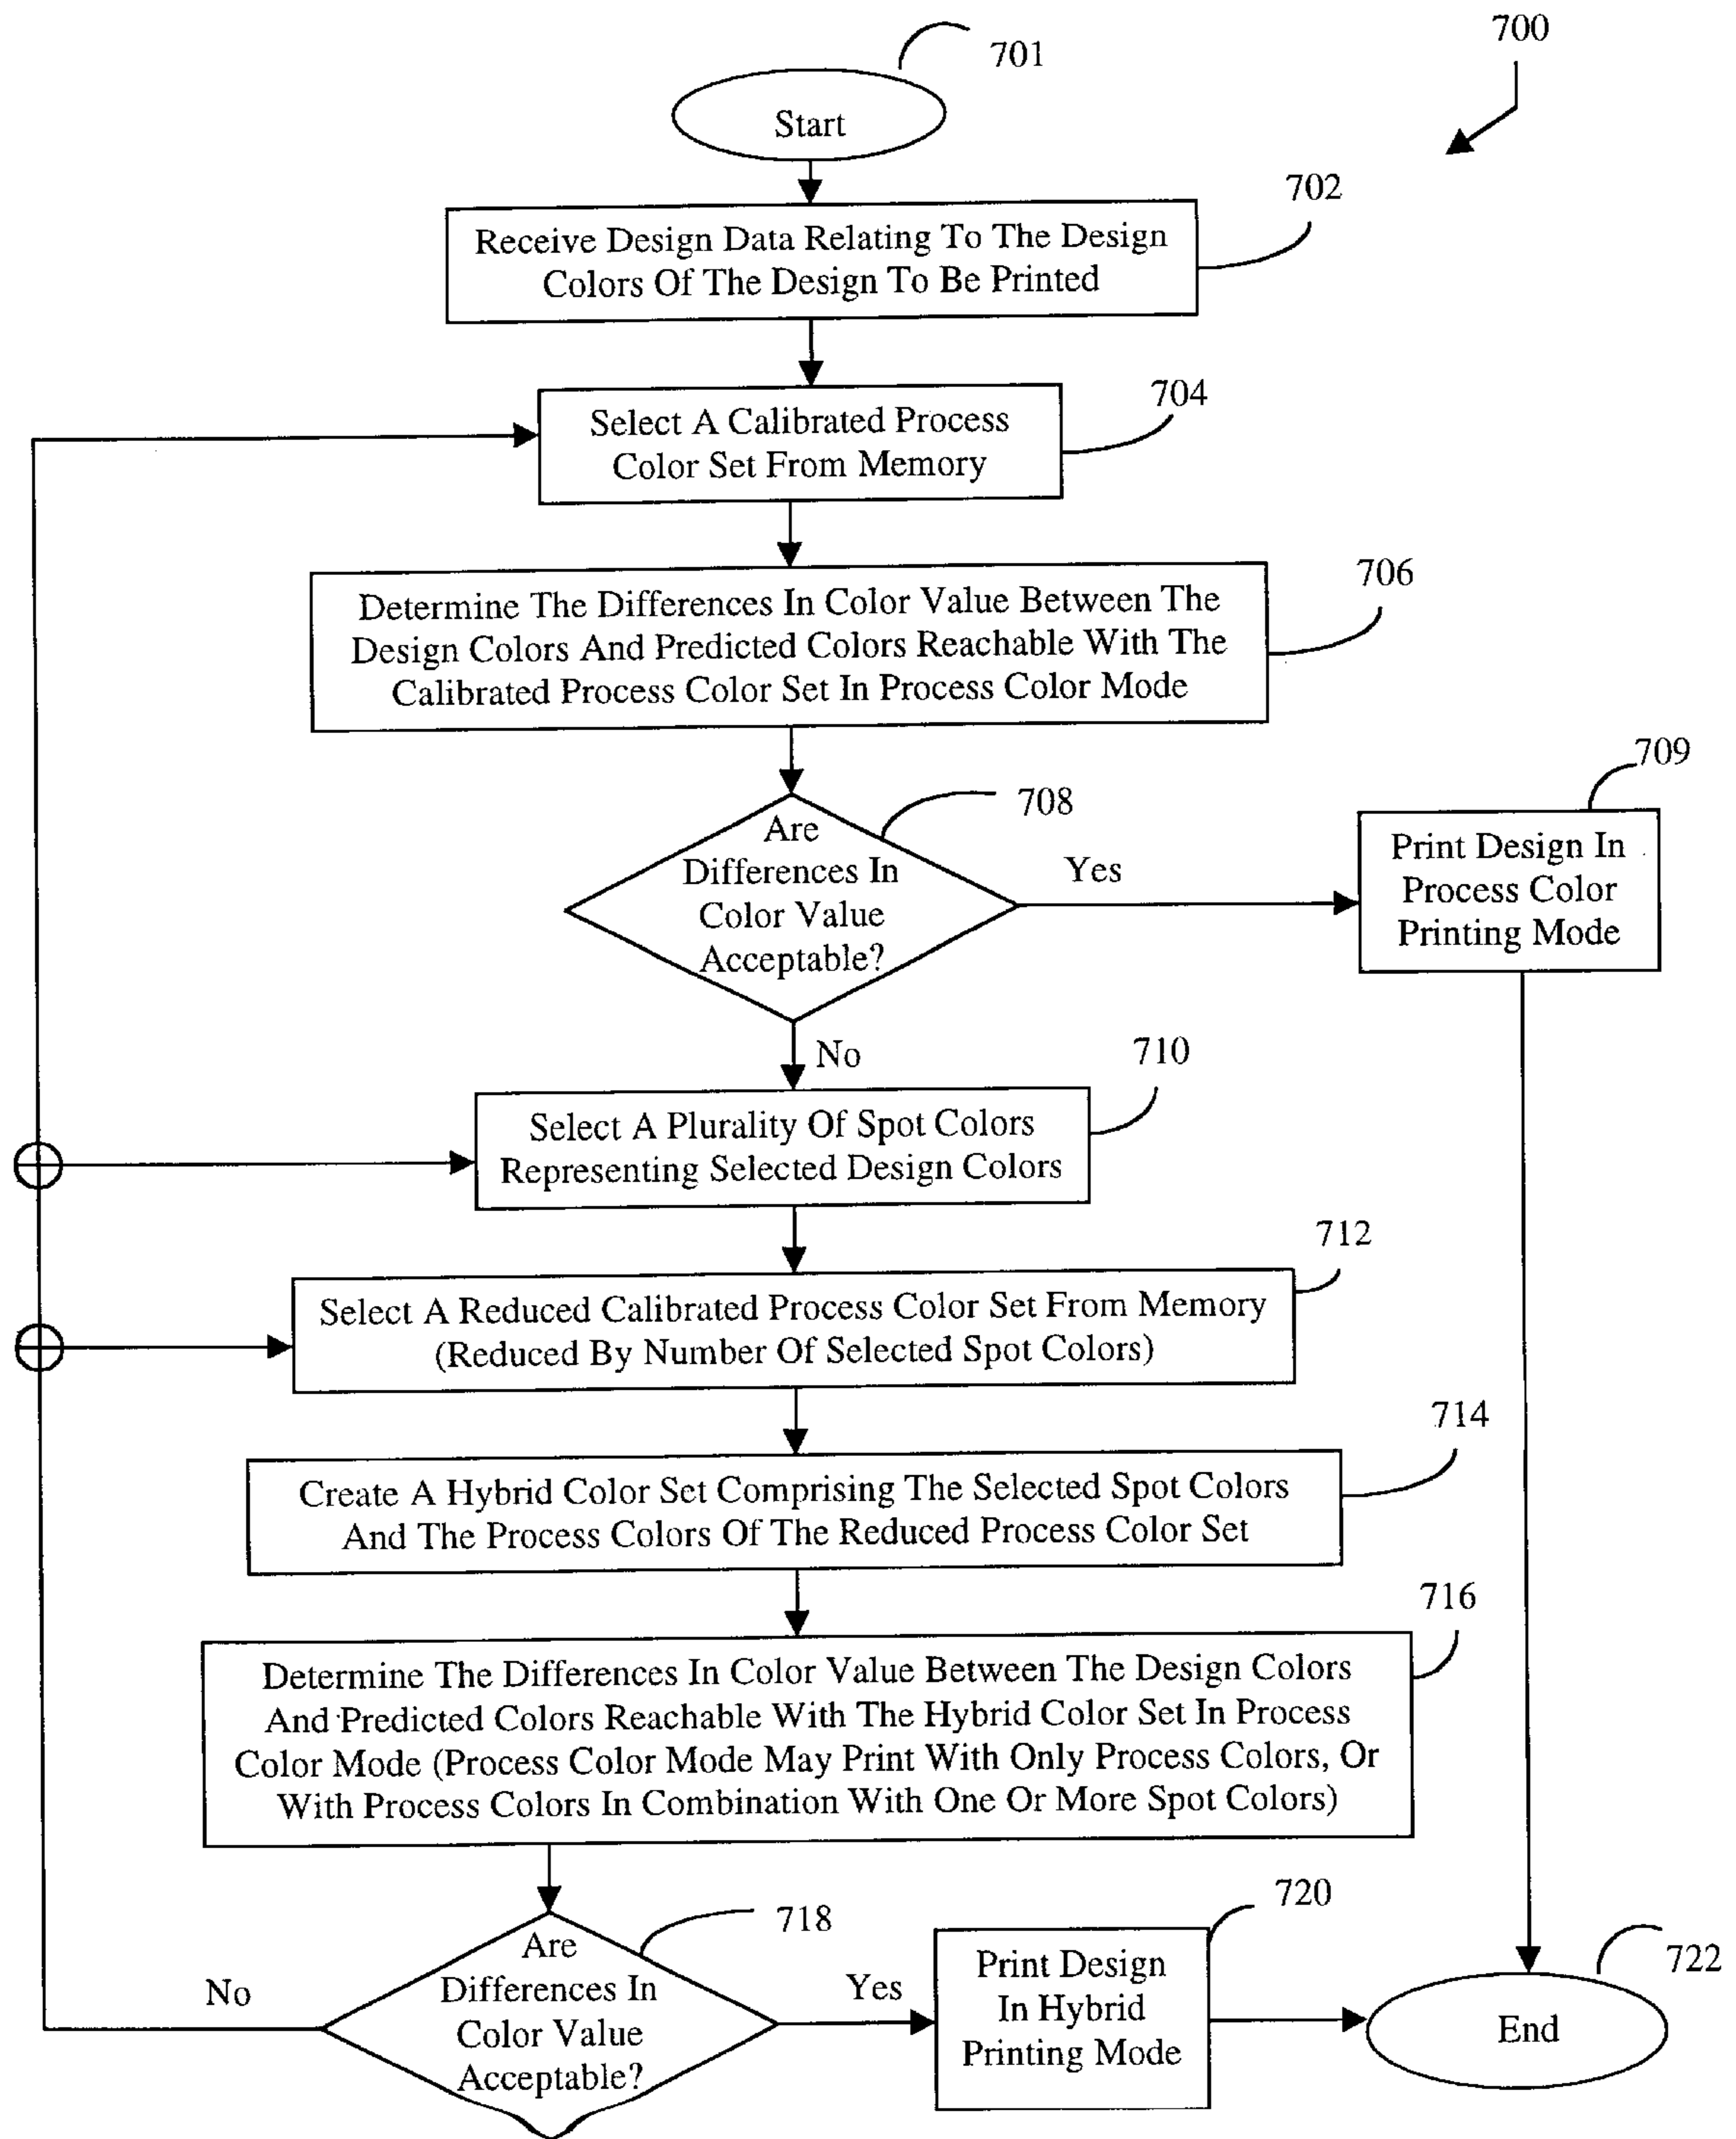 700
701
Start
702
Receive Design Data Relating To The Design
Colors Of The Design To Be Printed
704
Select A Calibrated Process
Color Set From Memory
706
Determine The Differences In Color Value Between The
Design Colors And Predicted Colors Reachable With The
Calibrated Process Color Set In Process Color Mode
708
Are
Differences In
Color Value
Acceptable?
Yes
709
Print Design In
Process Color
Printing Mode
No
710
Select A Plurality Of Spot Colors
Representing Selected Design Colors
712
Select A Reduced Calibrated Process Color Set From Memory
(Reduced By Number Of Selected Spot Colors)
714
Create A Hybrid Color Set Comprising The Selected Spot Colors
And The Process Colors Of The Reduced Process Color Set
716
Determine The Differences In Color Value Between The Design Colors
And Predicted Colors Reachable With The Hybrid Color Set In Process
Color Mode (Process Color Mode May Print With Only Process Colors, Or
With Process Colors In Combination With One Or More Spot Colors)
718
Are
Differences In
Color Value
Acceptable?
No
Yes
720
Print Design
In Hybrid
Printing Mode
722
End